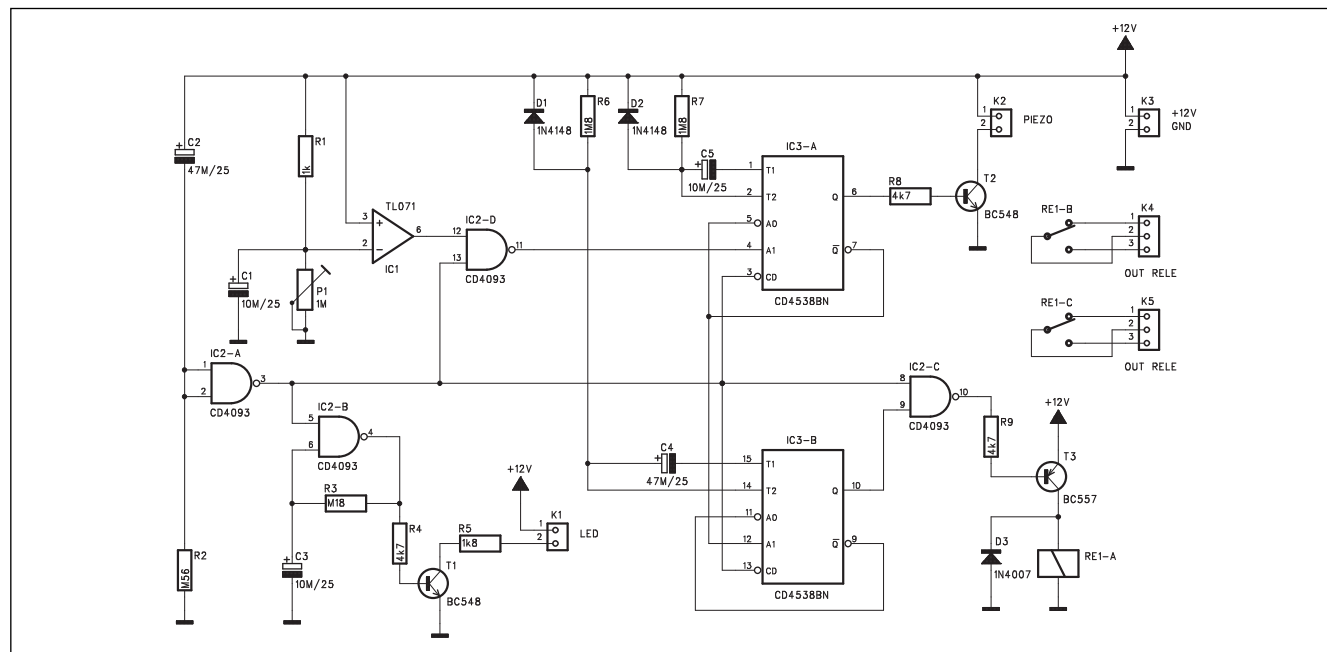 +12V
C2
47M/25
R1
1k
D1
1N4148
R6
1M8
D2
1N4148
R7
1M8
C5
10M/25
K2
1
2
PIEZO
K3
1
2
+12V
GND
IC3-A
1 T1
2 T2
5 A0
4 A1
3 CD
Q 6
Q 7
CD4538BN
R8
4k7
T2
BC548
TL071
3 +
2 −
6
IC1
IC2-D
12
13
11
CD4093
C1
10M/25
P1
1M
RE1-B
K4
1
2
3
OUT RELE
RE1-C
K5
1
2
3
OUT RELE
IC2-A
1
2
3
CD4093
IC2-B
5
6
4
CD4093
IC2-C
8
9
10
CD4093
R9
4k7
+12V
T3
BC557
R3
M18
R4
4k7
R5
1k8
+12V
K1
1
2
LED
C4
47M/25
IC3-B
15 T1
14 T2
11 A0
12 A1
13 CD
Q 10
Q 9
CD4538BN
R2
M56
C3
10M/25
T1
BC548
D3
1N4007
RE1-A